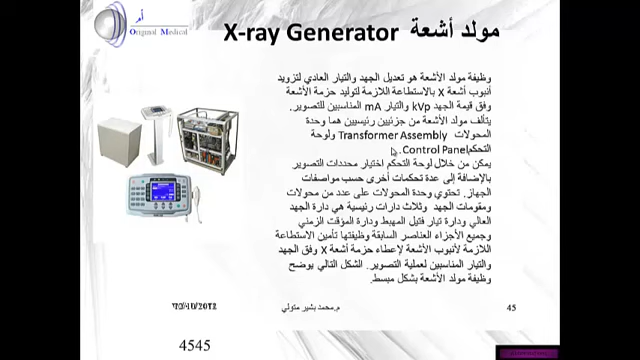 أم
Original Medical
مولد أشعة X-ray Generator
وظيفة مولد الأشعة هو تعديل الجهد والتيار العادي لتزويد
أنبوب أشعة X بالاستطاعة اللازمة لتوليد حزمة الأشعة
وفق قيمة الجهد kVp والتيار mA المناسبين للتصوير.
يتألف مولد الأشعة من جزئيين رئيسيين هما وحدة
المحولات Transformer Assembly ولوحة
التحكم Control Panel.
يمكن من خلال لوحة التحكم اختيار محددات التصوير
بالإضافة إلى عدة تحكمات أخرى حسب مواصفات
الجهاز. تحتوي وحدة المحولات على عدد من محولات
ومقومات الجهد وثلاث دارات رئيسية هي دارة الجهد
العالي ودارة تيار فتيل المهبط ودارة المؤقت الزمني
وجميع الأجزاء العناصر السابقة وظيفتها تأمين الاستطاعة
اللازمة لأنبوب الأشعة لإعطاء حزمة أشعة X وفق الجهد
والتيار المناسبين لعملية التصوير. الشكل التالي يوضح
وظيفة مولد الأشعة بشكل مبسط.
م.محمد بشير متولي
45
4545